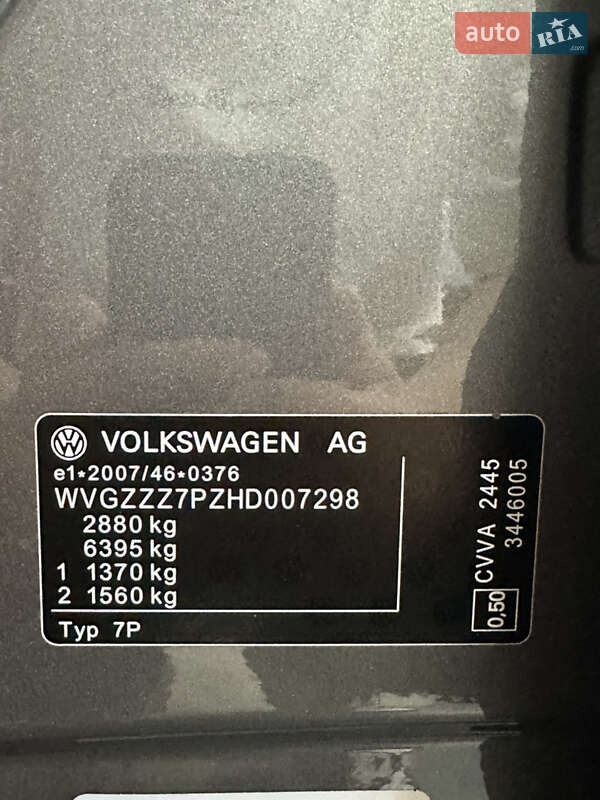 auto RIA .com
VOLKSWAGEN AG
e1*2007/46*0376
WVGZZZ7PZHD007298
2880 kg
6395 kg
1 1370 kg
2 1560 kg
Typ 7P
0,50 CVVA 2445
3446005